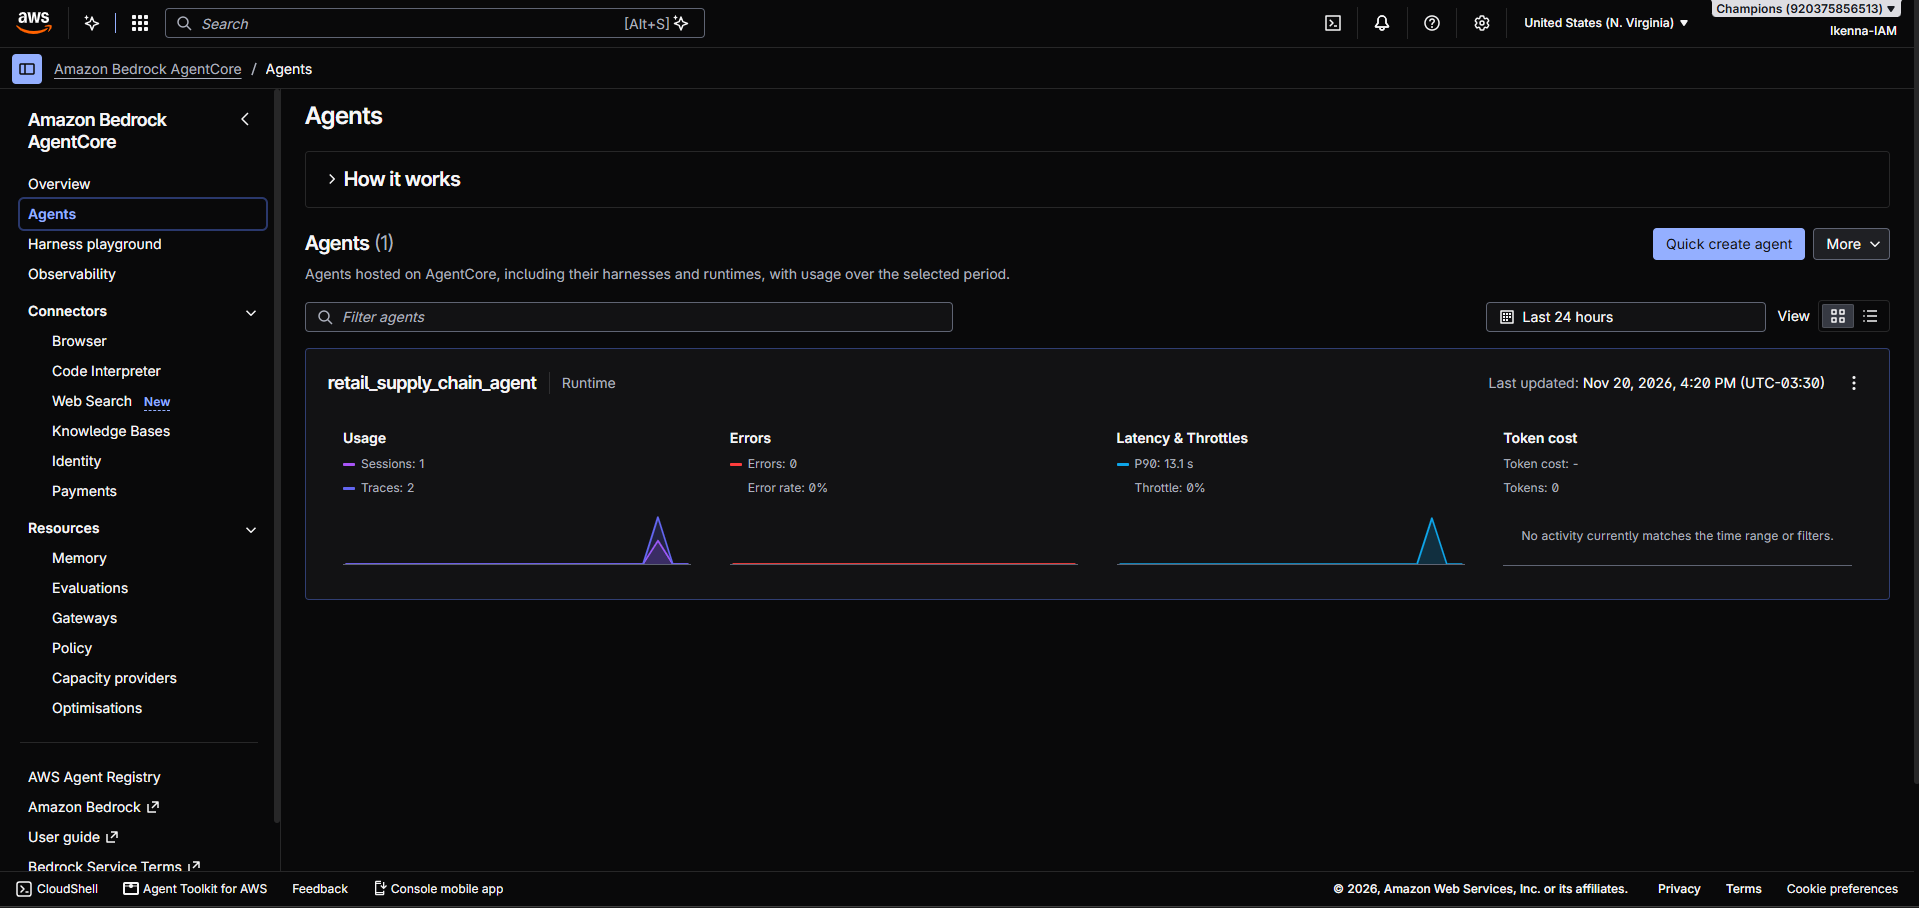 aws
Search
[Alt+S]
United States (N. Virginia)
Champions (920375856513)
Ikenna-IAM
Amazon Bedrock AgentCore / Agents
Amazon Bedrock AgentCore
Overview
Agents
Harness playground
Observability
Connectors
Browser
Code Interpreter
Web Search New
Knowledge Bases
Identity
Payments
Resources
Memory
Evaluations
Gateways
Policy
Capacity providers
Optimisations
AWS Agent Registry
Amazon Bedrock
User guide
Bedrock Service Terms
Agents
How it works
Agents (1)
Quick create agent
More
Agents hosted on AgentCore, including their harnesses and runtimes, with usage over the selected period.
Filter agents
Last 24 hours
View
retail_supply_chain_agent
Runtime
Last updated: Nov 20, 2026, 4:20 PM (UTC-03:30)
Usage
Sessions: 1
Traces: 2
Errors
Errors: 0
Error rate: 0%
Latency & Throttles
P90: 13.1 s
Throttle: 0%
Token cost
Token cost: -
Tokens: 0
No activity currently matches the time range or filters.
CloudShell
Agent Toolkit for AWS
Feedback
Console mobile app
© 2026, Amazon Web Services, Inc. or its affiliates.
Privacy
Terms
Cookie preferences